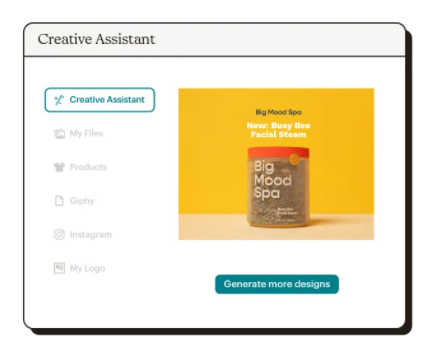 Creative Assistant
Creative Assistant
My Files
Products
Giphy
Instagram
My Logo
Big Mood Spa
New: Busy Bee
Facial Steam
Big
Mood
Spa
Generate more designs